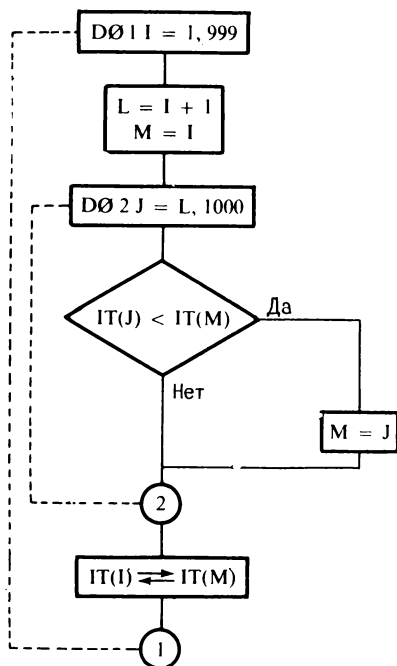 DØ 1 I = 1, 999
L = I + 1
M = I
DØ 2 J = L, 1000
IT(J) < IT(M)
Да
Нет
M = J
2
IT(I) ⇄ IT(M)
1